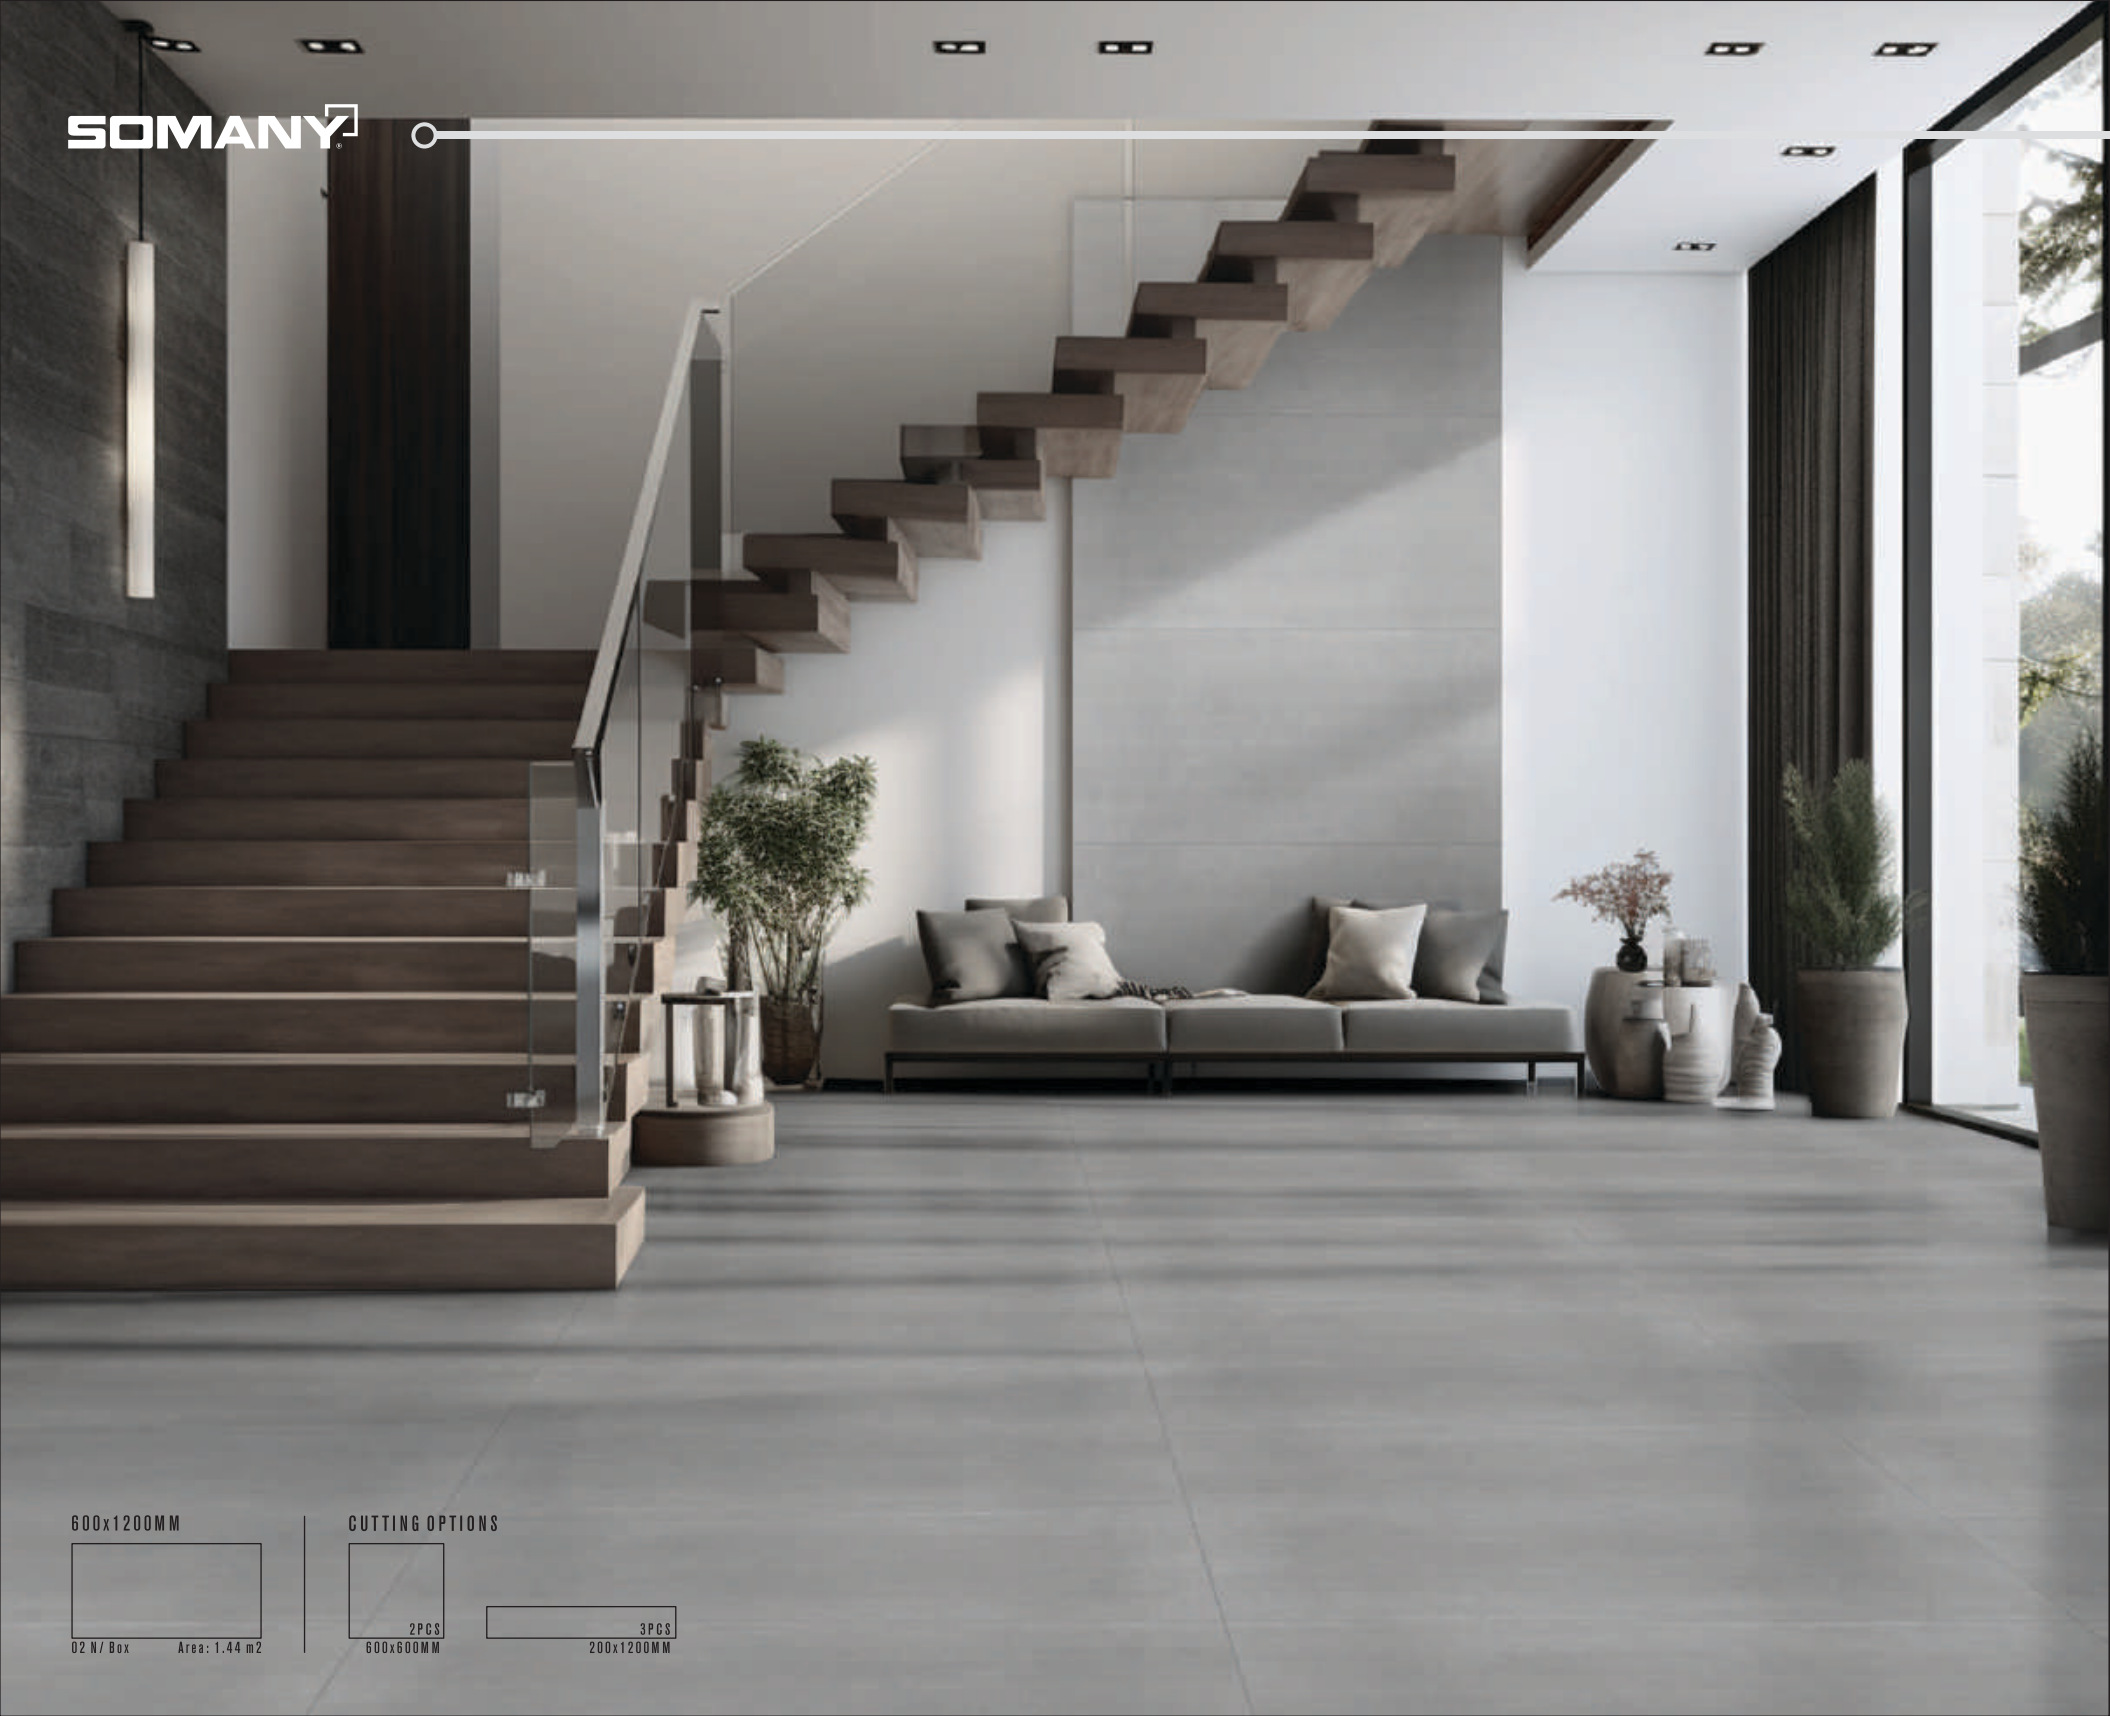 SOMANY
600x1200MM
CUTTING OPTIONS
2PCS
3PCS
02 N/ Box Area: 1.44 m2
600x600MM
200x1200MM